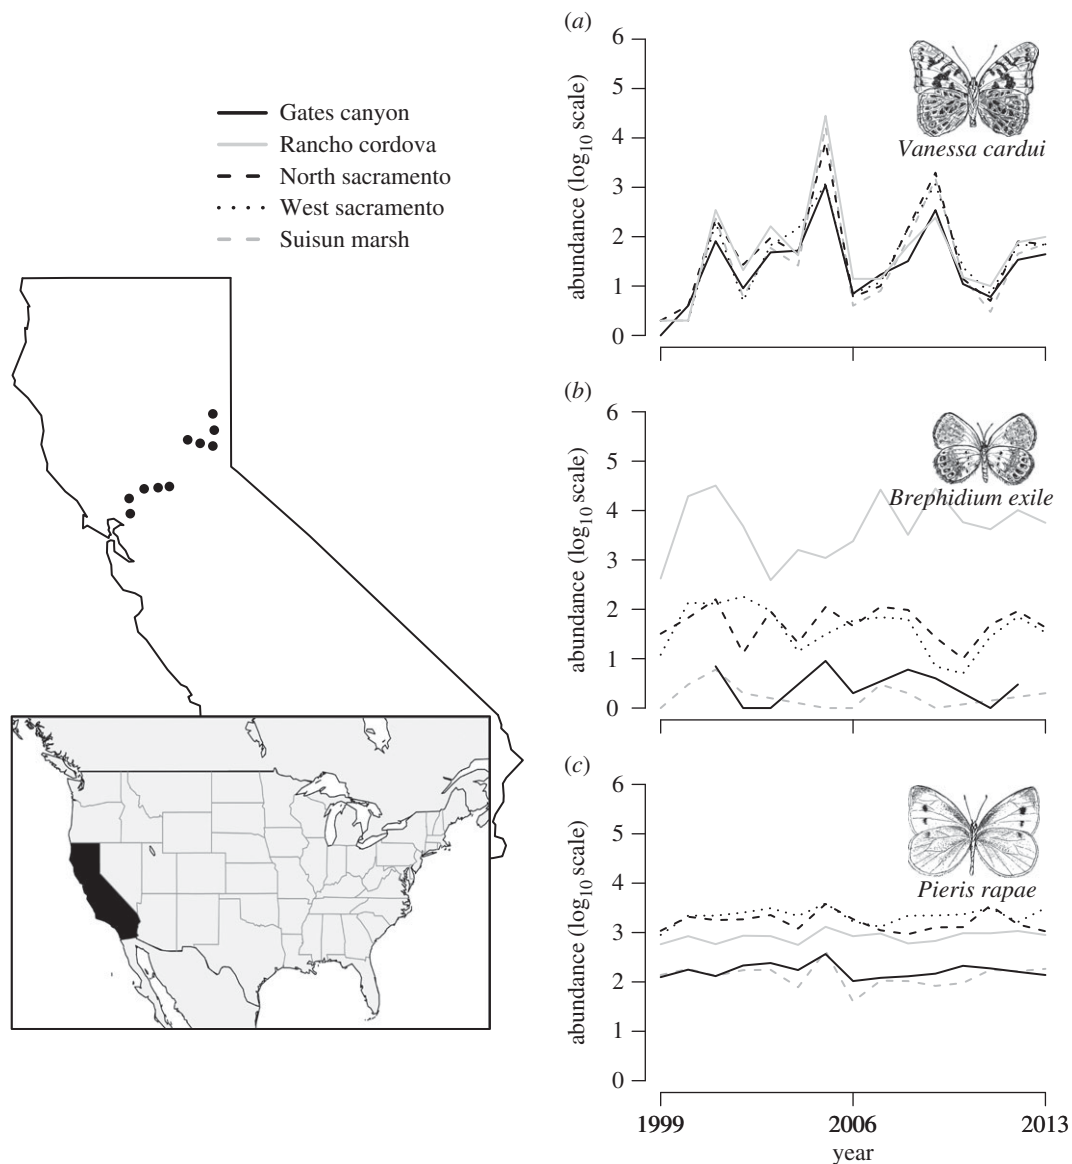 Gates canyon
Rancho cordova
North sacramento
West sacramento
Suisun marsh
(a)
6
5
4
3
2
1
0
abundance (log10 scale)
Vanessa cardui
(b)
6
5
4
3
2
1
0
abundance (log10 scale)
Brephidium exile
(c)
6
5
4
3
2
1
0
abundance (log10 scale)
Pieris rapae
1999
2006
2013
year